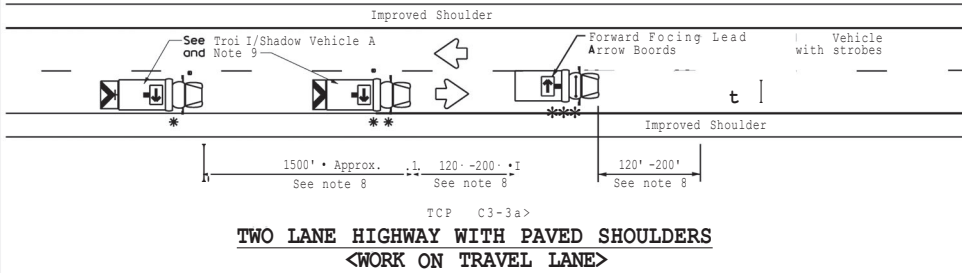 Improved Shoulder
See Troi I/Shadow Vehicle A
and Note 9
Forward Focing Lead
Arrow Boords
Vehicle
with strobes
*
**
***
t
Improved Shoulder
1500' • Approx.
See note 8
.1. 120· -200· •I
See note 8
120' -200'
See note 8
TCP C3-3a>
TWO LANE HIGHWAY WITH PAVED SHOULDERS
<WORK ON TRAVEL LANE>